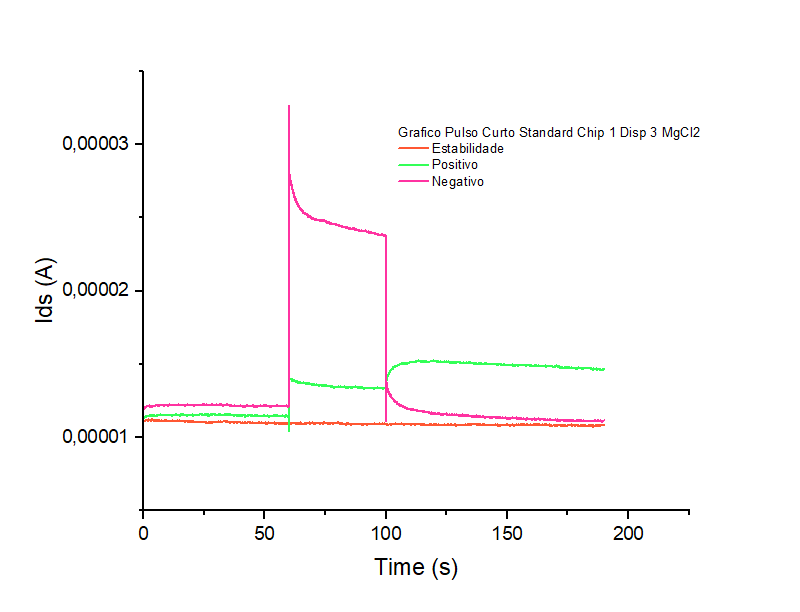 0,00003
0,00002
0,00001
Ids (A)
Grafico Pulso Curto Standard Chip 1 Disp 3 MgCl2
Estabilidade
Positivo
Negativo
0 50 100 150 200
Time (s)